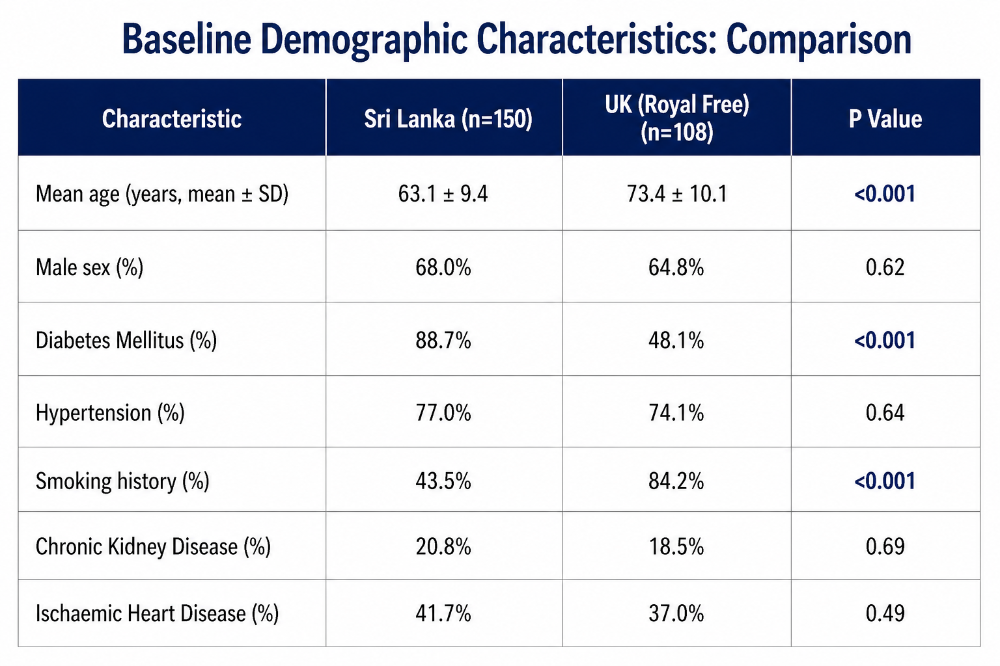 Baseline Demographic Characteristics: Comparison
Characteristic Sri Lanka (n=150) UK (Royal Free) (n=108) P Value
Mean age (years, mean ± SD) 63.1 ± 9.4 73.4 ± 10.1 <0.001
Male sex (%) 68.0% 64.8% 0.62
Diabetes Mellitus (%) 88.7% 48.1% <0.001
Hypertension (%) 77.0% 74.1% 0.64
Smoking history (%) 43.5% 84.2% <0.001
Chronic Kidney Disease (%) 20.8% 18.5% 0.69
Ischaemic Heart Disease (%) 41.7% 37.0% 0.49